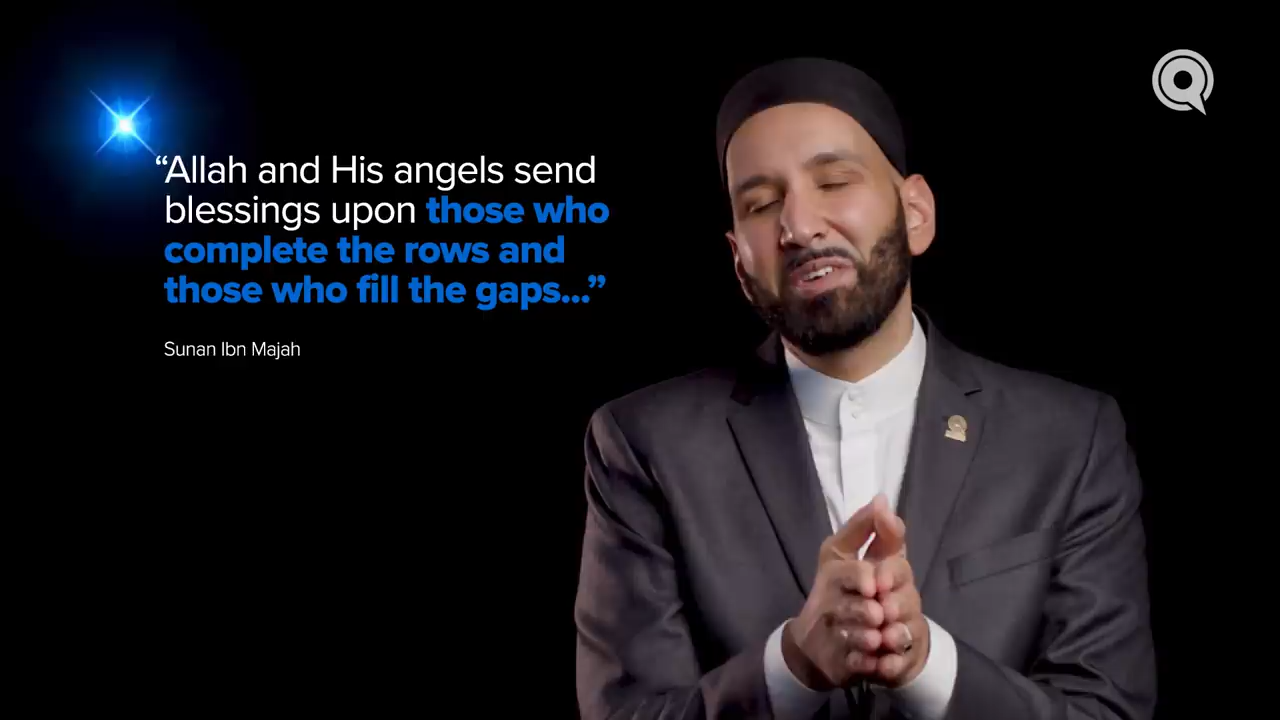 “Allah and His angels send
blessings upon those who
complete the rows and
those who fill the gaps...”
Sunan Ibn Majah